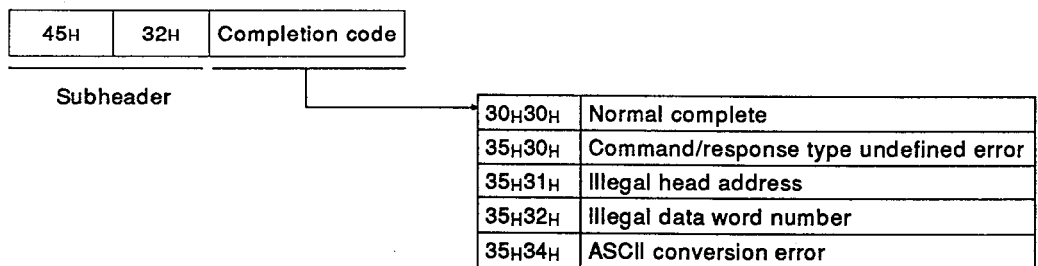 45H 32H Completion code
Subheader
30H30H Normal complete
35H30H Command/response type undefined error
35H31H Illegal head address
35H32H Illegal data word number
35H34H ASCII conversion error